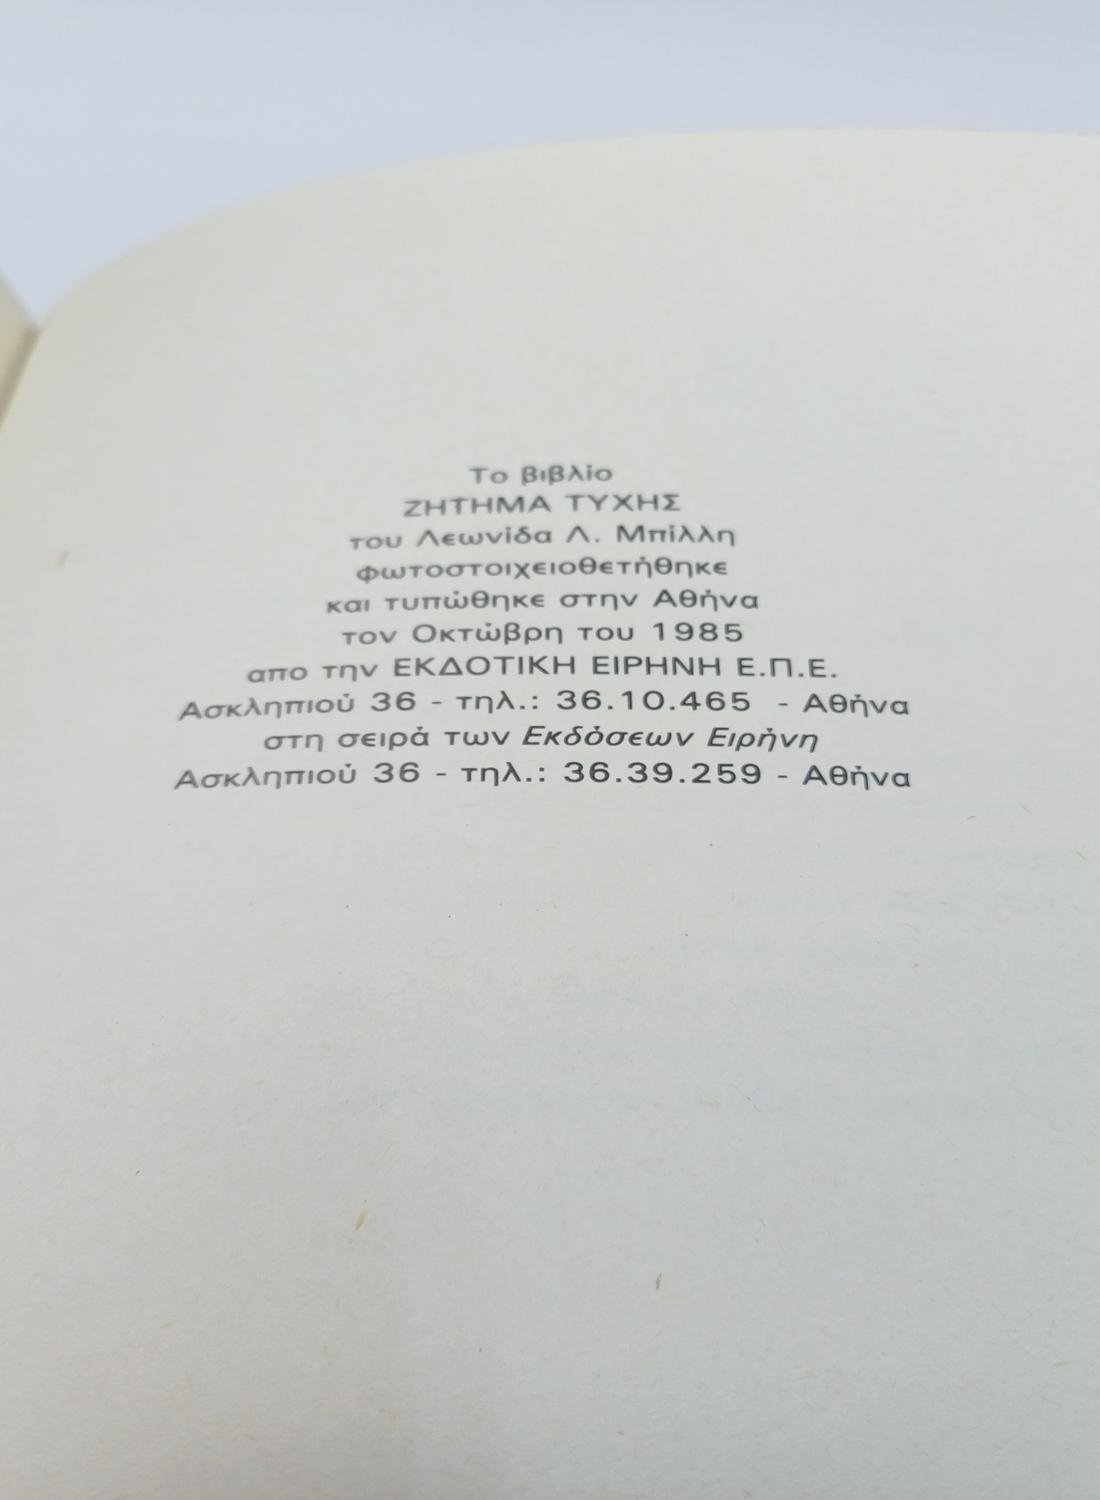 Το βιβλίο
ΖΗΤΗΜΑ ΤΥΧΗΣ
του Λεωνίδα Λ. Μπίλλη
φωτοστοιχειοθετήθηκε
και τυπώθηκε στην Αθήνα
τον Οκτώβρη του 1985
απο την ΕΚΔΟΤΙΚΗ ΕΙΡΗΝΗ Ε.Π.Ε.
Ασκληπιού 36 - τηλ.: 36.10.465 - Αθήνα
στη σειρά των Εκδόσεων Ειρήνη
Ασκληπιού 36 - τηλ.: 36.39.259 - Αθήνα